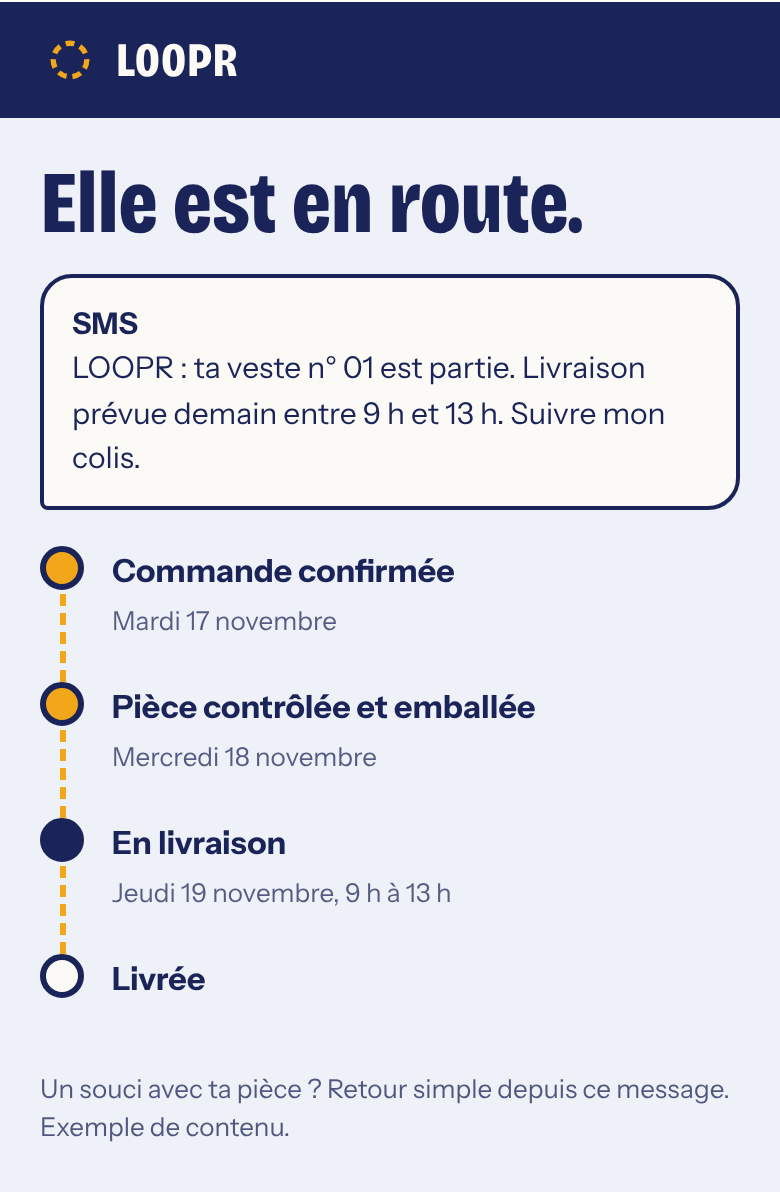 LOOPR
Elle est en route.
SMS
LOOPR : ta veste n° 01 est partie. Livraison
prévue demain entre 9 h et 13 h. Suivre mon
colis.
Commande confirmée
Mardi 17 novembre
Pièce contrôlée et emballée
Mercredi 18 novembre
En livraison
Jeudi 19 novembre, 9 h à 13 h
Livrée
Un souci avec ta pièce ? Retour simple depuis ce message.
Exemple de contenu.